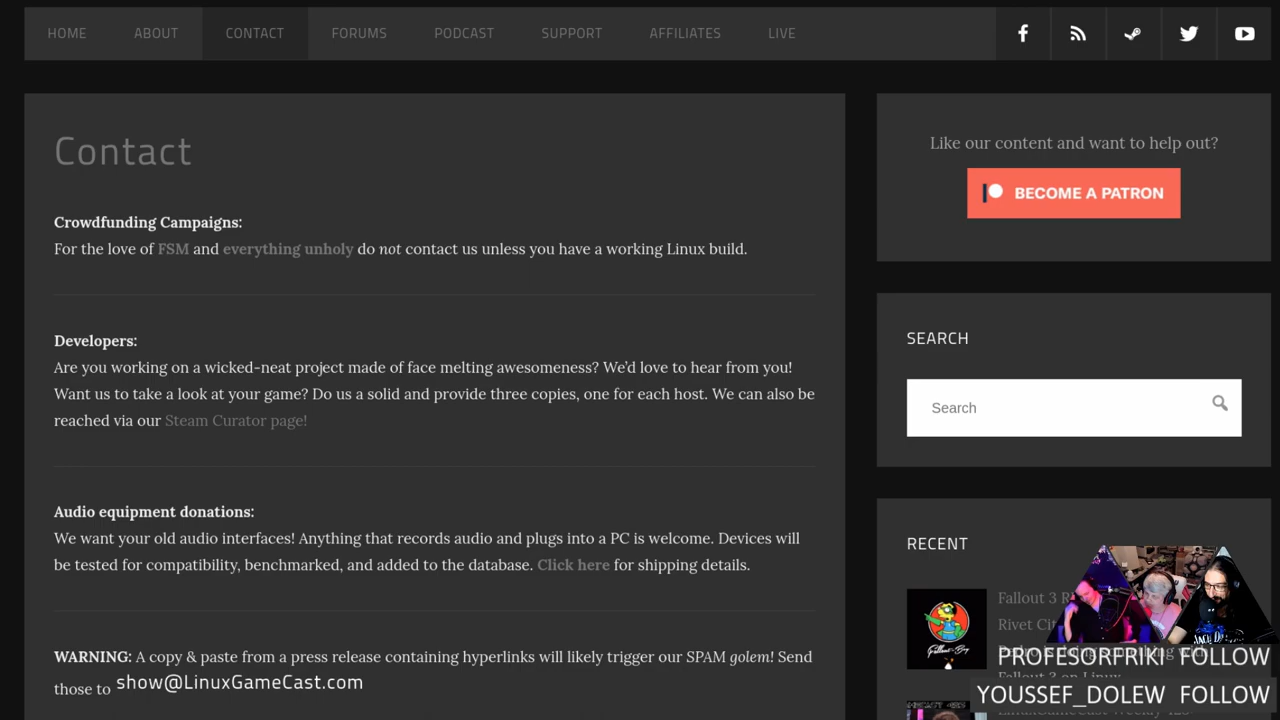 HOME ABOUT CONTACT FORUMS PODCAST SUPPORT AFFILIATES LIVE
Contact
Crowdfunding Campaigns:
For the love of FSM and everything unholy do not contact us unless you have a working Linux build.
Developers:
Are you working on a wicked-neat project made of face melting awesomeness? We'd love to hear from you!
Want us to take a look at your game? Do us a solid and provide three copies, one for each host. We can also be
reached via our Steam Curator page!
Audio equipment donations:
We want your old audio interfaces! Anything that records audio and plugs into a PC is welcome. Devices will
be tested for compatibility, benchmarked, and added to the database. Click here for shipping details.
WARNING: A copy & paste from a press release containing hyperlinks will likely trigger our SPAM golem! Send
those to show@LinuxGameCast.com
Like our content and want to help out?
BECOME A PATRON
SEARCH
Search
RECENT
Fallout 3
Rivet
Fallout 3 on Linux
PROFESORFRIKI FOLLOW
YOUSSEF_DOLEW FOLLOW